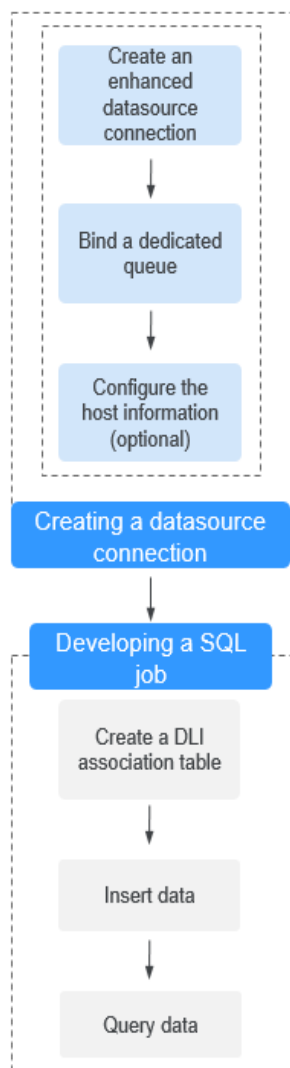 Create an
enhanced
datasource
connection
Bind a dedicated
queue
Configure the
host information
(optional)
Creating a datasource
connection
Developing a SQL
job
Create a DLI
association table
Insert data
Query data